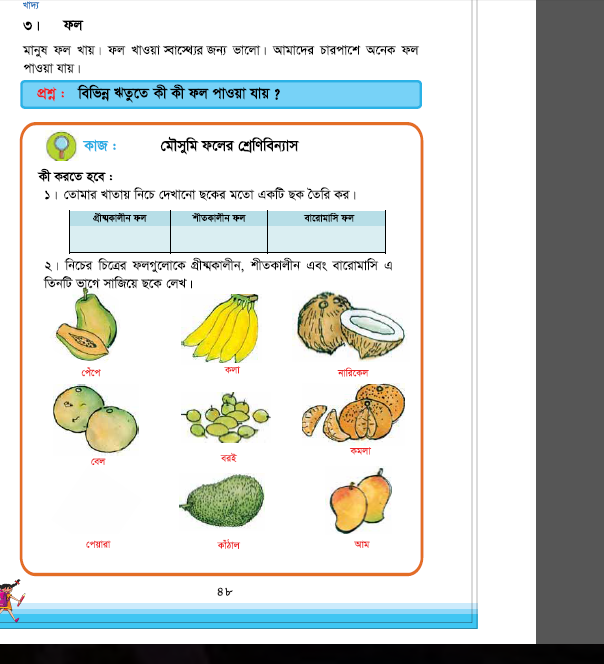 খাদ্য
৩। ফল
মানুষ ফল খায়। ফল খাওয়া স্বাস্থ্যের জন্য ভালো। আমাদের চারপাশে অনেক ফল
পাওয়া যায়।
প্রশ্ন : বিভিন্ন ঋতুতে কী কী ফল পাওয়া যায় ?
কাজ : মৌসুমি ফলের শ্রেণিবিন্যাস
কী করতে হবে :
১। তোমার খাতায় নিচে দেখানো ছকের মতো একটি ছক তৈরি কর।
গ্রীষ্মকালীন ফল শীতকালীন ফল বারোমাসি ফল
২। নিচের চিত্রের ফলগুলোকে গ্রীষ্মকালীন, শীতকালীন এবং বারোমাসি এ
তিনটি ভাগে সাজিয়ে ছকে লেখ।
পেঁপে কলা নারিকেল
বেল বরই কমলা
পেয়ারা কাঁঠাল আম
৪৮